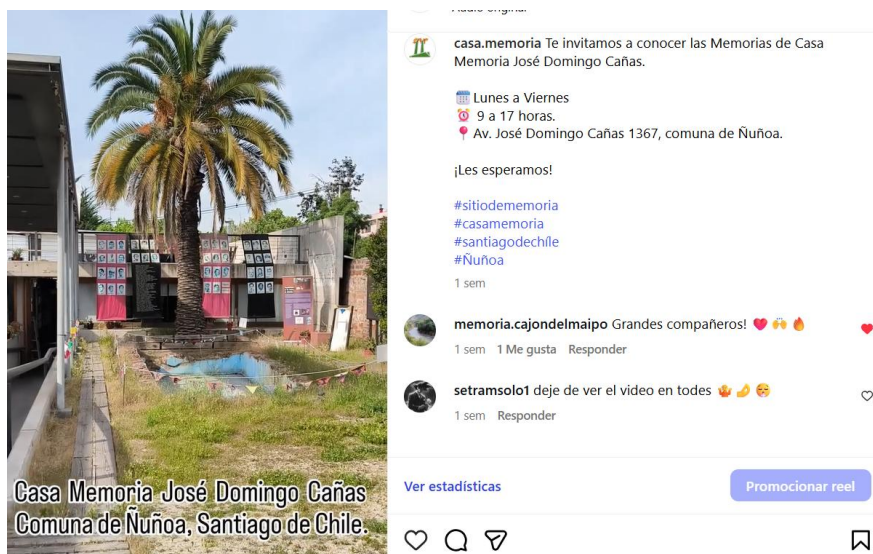 casa.memoria Te invitamos a conocer las Memorias de Casa
Memoria José Domingo Cañas.
📅 Lunes a Viernes
⏰ 9 a 17 horas.
📍 Av. José Domingo Cañas 1367, comuna de Ñuñoa.
¡Les esperamos!
#sitiodememoria
#casamemoria
#santiagodechile
#Ñuñoa
1 sem
memoria.cajondelmaipo Grandes compañeros! 💔 🙌 🔥
1 sem 1 Me gusta Responder
setramsolo1 deje de ver el video en todes
1 sem Responder
Ver estadísticas
Promocionar reel
Casa Memoria José Domingo Cañas
Comuna de Ñuñoa, Santiago de Chile.